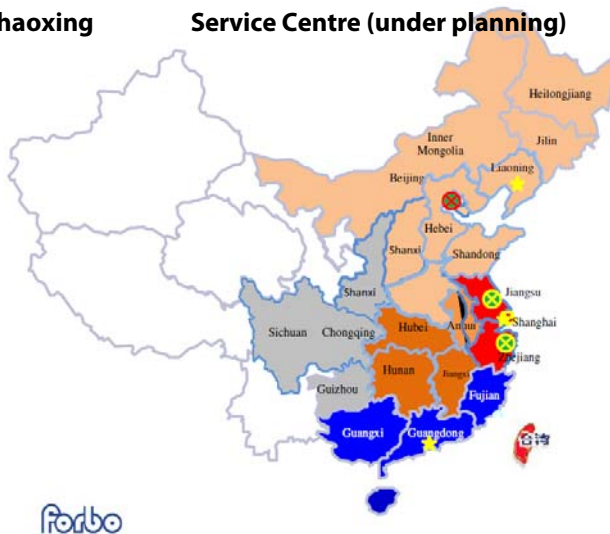 haoxing Service Centre (under planning)
Heilongjiang
Inner
Mongolia
Jilin
Liaoning
Beijing
Hebei
Shanxi
Shandong
Shanxi
Jiangsu
Shanghai
Sichuan Chongqing Hubei Anhui
Zhejiang
Hunan Jiangxi
Guizhou
Fujian
Guangxi Guangdong
台湾
Forbo